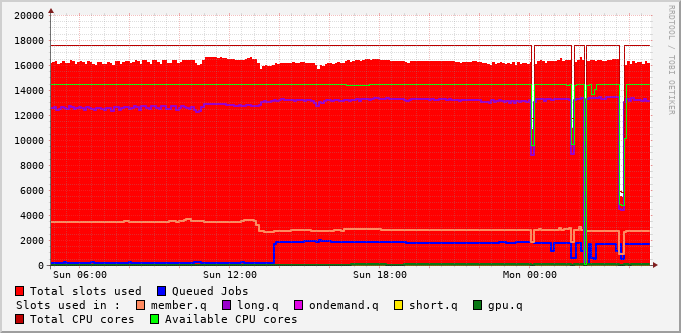 20000
18000
16000
14000
12000
10000
8000
6000
4000
2000
0
Sun 06:00 Sun 12:00 Sun 18:00 Mon 00:00
RRDTOOL / TOBI OETIKER
Total slots used Queued Jobs
Slots used in : member.q long.q ondemand.q short.q gpu.q
Total CPU cores Available CPU cores